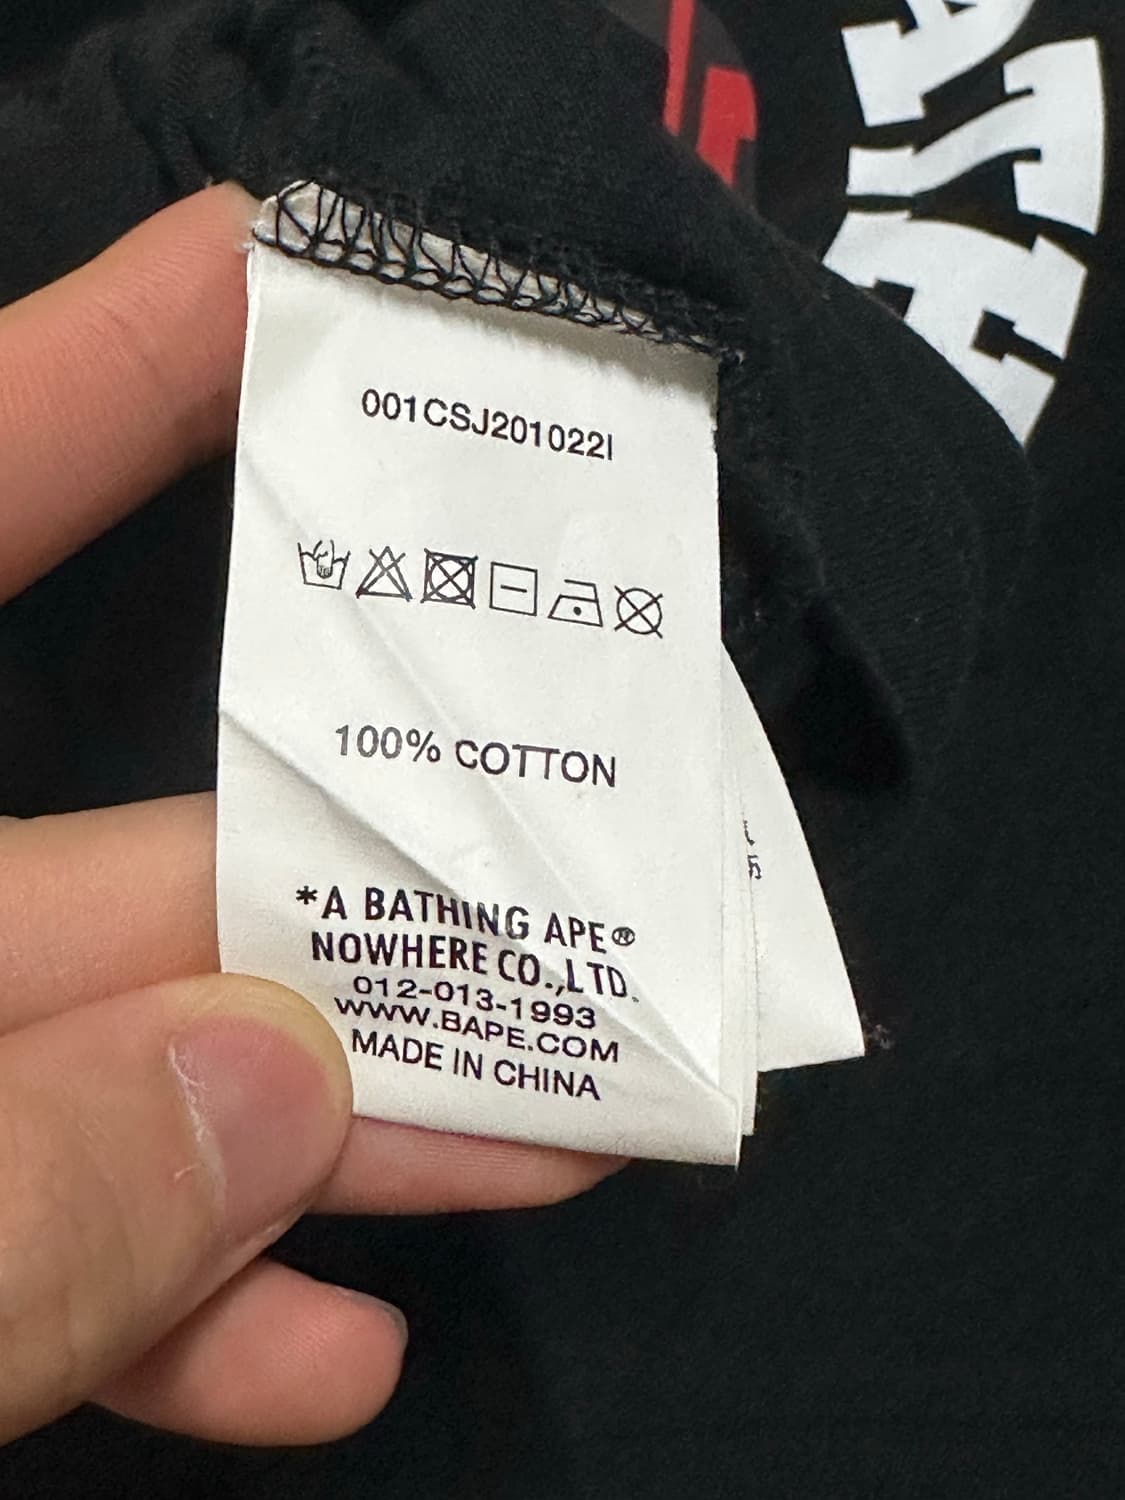 001CSJ201022I
100% COTTON
*A BATHING APE®
NOWHERE CO.,LTD.
012-013-1993
WWW.BAPE.COM
MADE IN CHINA